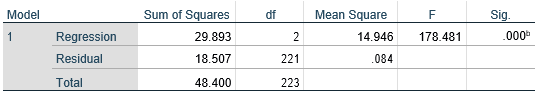 Model Sum of Squares df Mean Square F Sig.
1 Regression 29.893 2 14.946 178.481 .000ᵇ
Residual 18.507 221 .084
Total 48.400 223